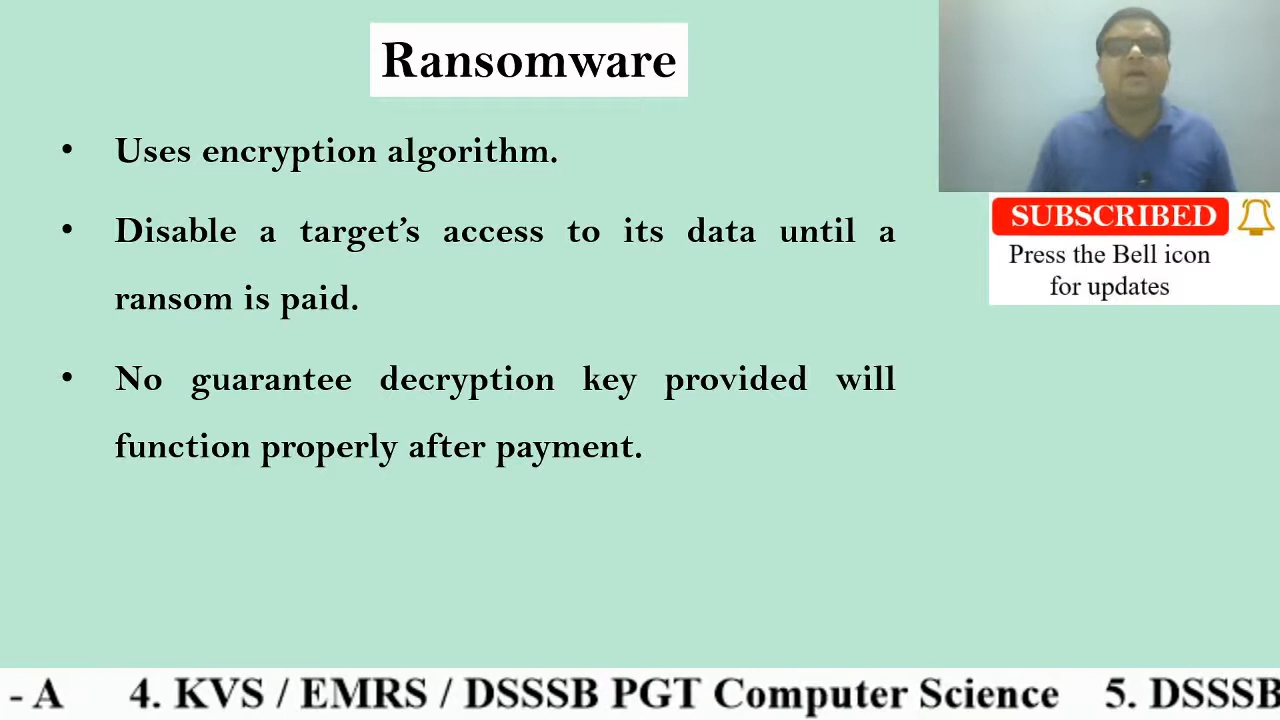 Ransomware
• Uses encryption algorithm.
• Disable a target’s access to its data until a
ransom is paid.
• No guarantee decryption key provided will
function properly after payment.
SUBSCRIBED
Press the Bell icon
for updates
- A 4. KVS / EMRS / DSSSB PGT Computer Science 5. DSSSB